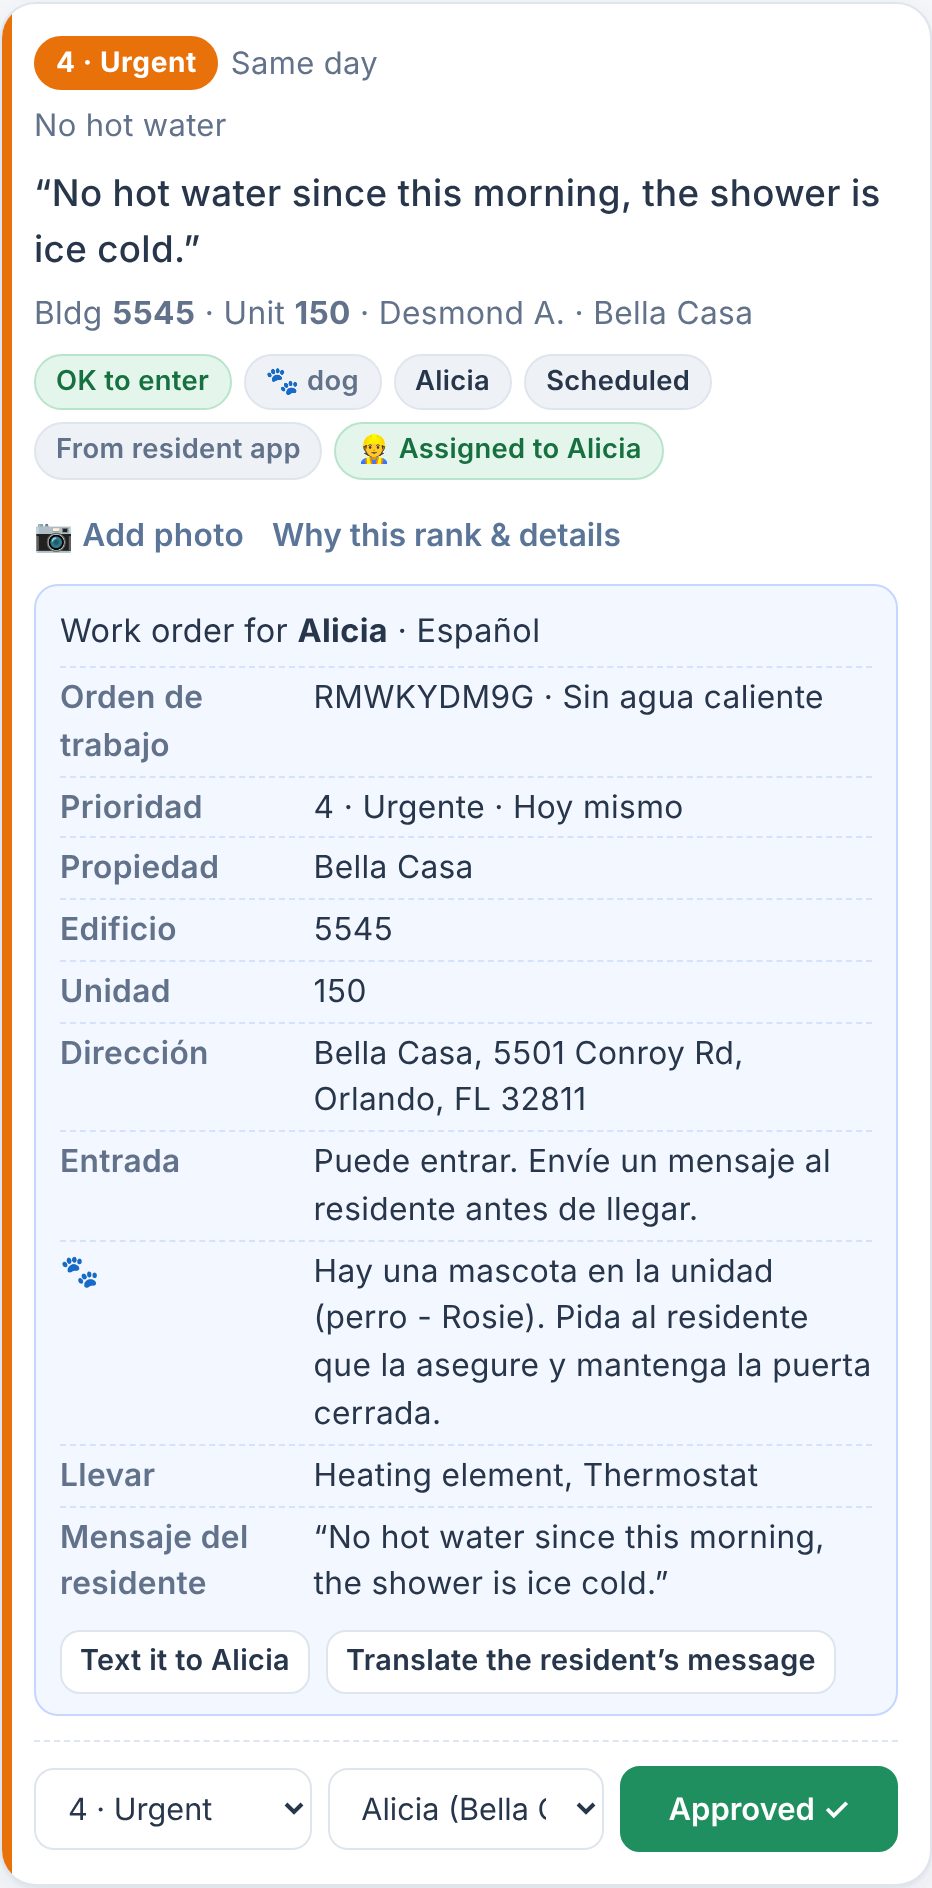 4 · Urgent Same day
No hot water
“No hot water since this morning, the shower is
ice cold.”
Bldg 5545 · Unit 150 · Desmond A. · Bella Casa
OK to enter 🐾 dog Alicia Scheduled
From resident app 👷 Assigned to Alicia
📷 Add photo Why this rank & details
Work order for Alicia · Español
Orden de RMWKYDM9G · Sin agua caliente
trabajo
Prioridad 4 · Urgente · Hoy mismo
Propiedad Bella Casa
Edificio 5545
Unidad 150
Dirección Bella Casa, 5501 Conroy Rd,
Orlando, FL 32811
Entrada Puede entrar. Envíe un mensaje al
residente antes de llegar.
🐾 Hay una mascota en la unidad
(perro - Rosie). Pida al residente
que la asegure y mantenga la puerta
cerrada.
Llevar Heating element, Thermostat
Mensaje del “No hot water since this morning,
residente the shower is ice cold.”
Text it to Alicia Translate the resident’s message
4 · Urgent Alicia (Bella Approved ✓